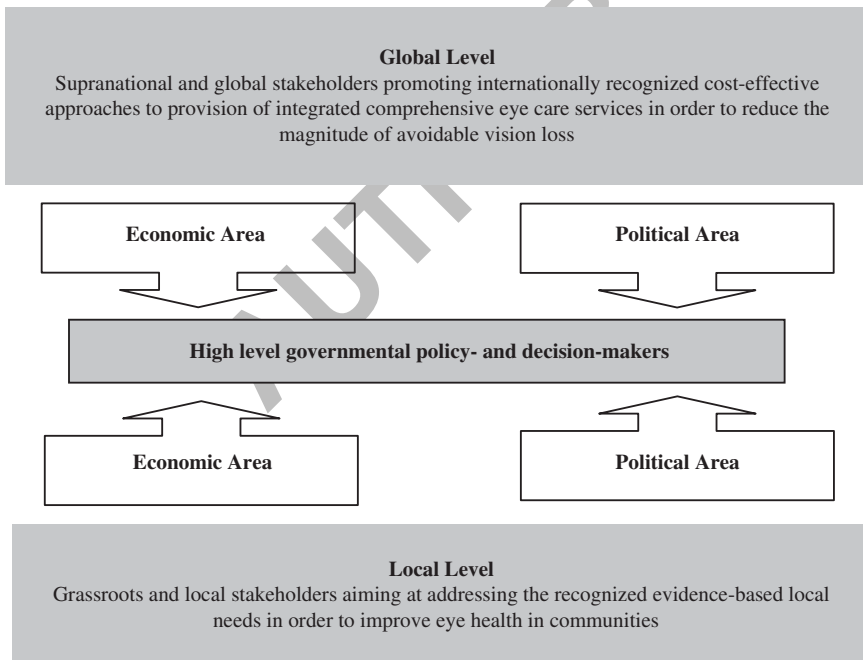 Global Level
Supranational and global stakeholders promoting internationally recognized cost-effective
approaches to provision of integrated comprehensive eye care services in order to reduce the
magnitude of avoidable vision loss
Economic Area
Political Area
High level governmental policy- and decision-makers
Economic Area
Political Area
Local Level
Grassroots and local stakeholders aiming at addressing the recognized evidence-based local
needs in order to improve eye health in communities